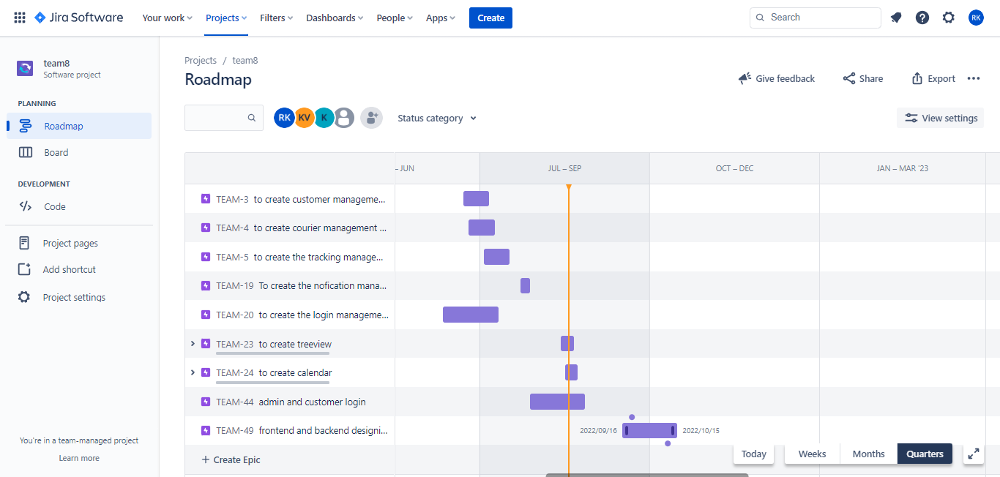 Jira Software
Your work Projects Filters Dashboards People Apps Create Search RK
team8
Software project
PLANNING
Roadmap
Board
DEVELOPMENT
Code
Project pages
Add shortcut
Project settings
You're in a team-managed project
Learn more
Projects / team8
Roadmap
Give feedback Share Export
RK KV K Status category View settings
– JUN JUL – SEP OCT – DEC JAN – MAR '23
TEAM-3 to create customer manageme...
TEAM-4 to create courier management ...
TEAM-5 to create the tracking manage...
TEAM-19 To create the nofication mana...
TEAM-20 to create the login manageme...
TEAM-23 to create treeview
TEAM-24 to create calendar
TEAM-44 admin and customer login
TEAM-49 frontend and backend designi... 2022/09/16 2022/10/15
+ Create Epic
Today Weeks Months Quarters